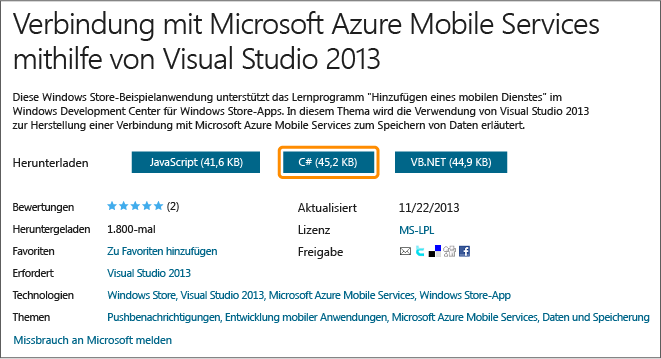 Verbindung mit Microsoft Azure Mobile Services
mithilfe von Visual Studio 2013
Diese Windows Store-Beispielanwendung unterstützt das Lernprogramm "Hinzufügen eines mobilen Dienstes" im
Windows Development Center für Windows Store-Apps. In diesem Thema wird die Verwendung von Visual Studio 2013
zur Herstellung einer Verbindung mit Microsoft Azure Mobile Services zum Speichern von Daten erläutert.
Herunterladen JavaScript (41,6 KB) C# (45,2 KB) VB.NET (44,9 KB)
Bewertungen (2) Aktualisiert 11/22/2013
Heruntergeladen 1.800-mal Lizenz MS-LPL
Favoriten Zu Favoriten hinzufügen Freigabe
Erfordert Visual Studio 2013
Technologien Windows Store, Visual Studio 2013, Microsoft Azure Mobile Services, Windows Store-App
Themen Pushbenachrichtigungen, Entwicklung mobiler Anwendungen, Microsoft Azure Mobile Services, Daten und Speicherung
Missbrauch an Microsoft melden